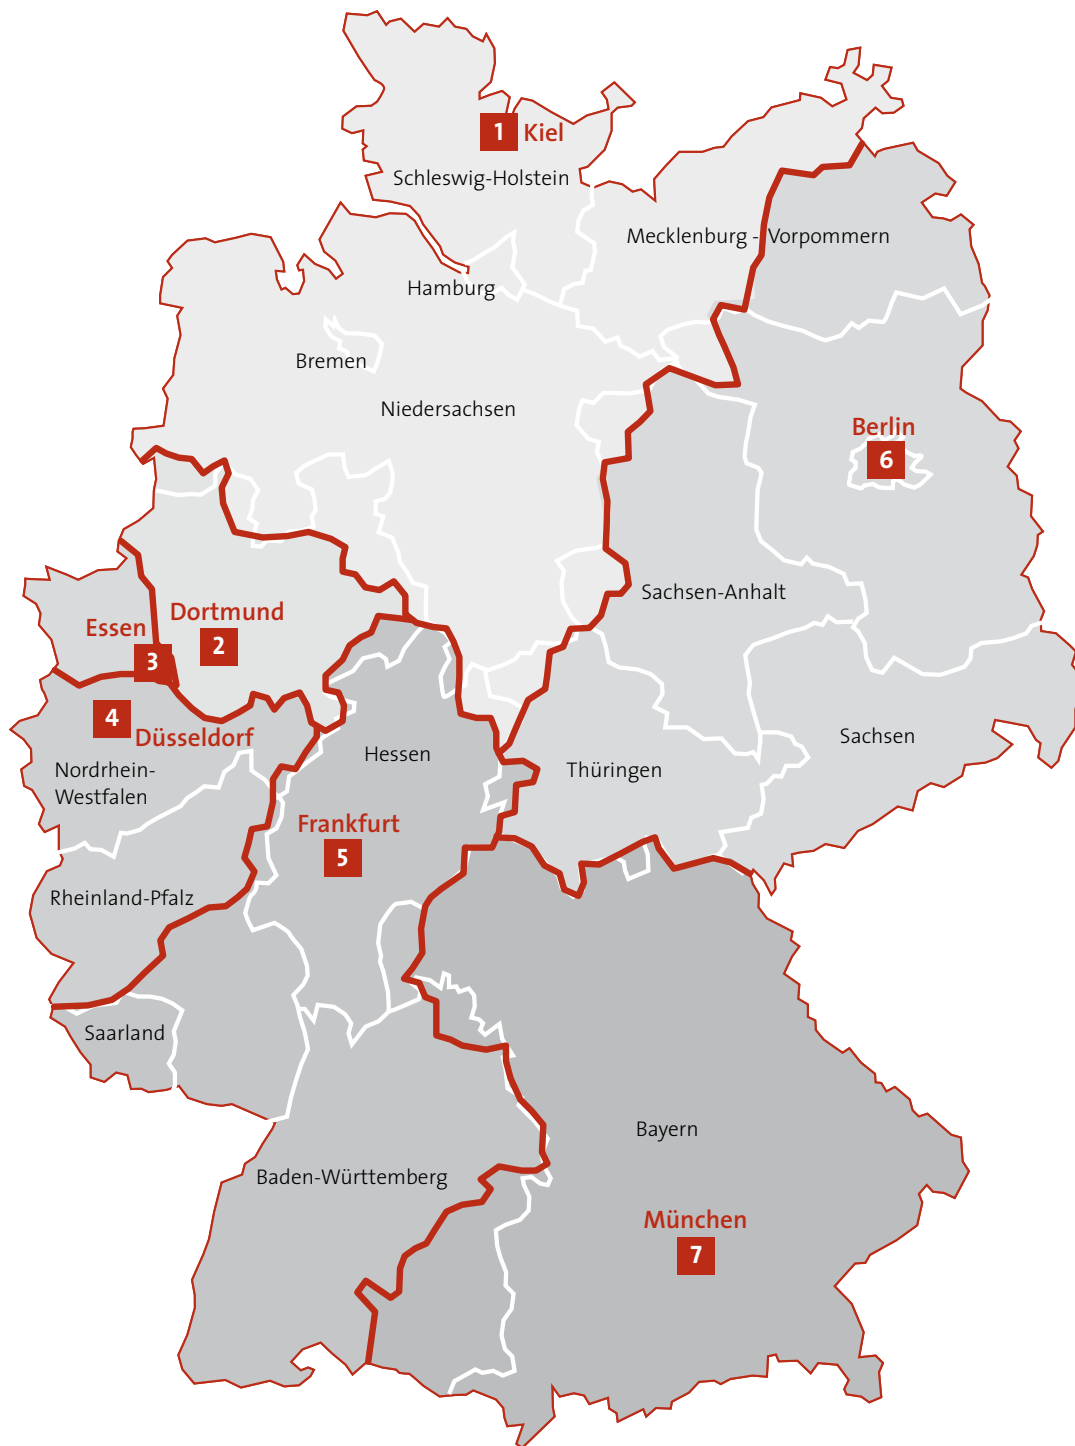 1 Kiel
Schleswig-Holstein
Mecklenburg - Vorpommern
Hamburg
Bremen
Niedersachsen
Berlin
6
Sachsen-Anhalt
Dortmund
2
Essen
3
4
Düsseldorf
Nordrhein-
Westfalen
Hessen
Thüringen
Sachsen
Frankfurt
5
Rheinland-Pfalz
Saarland
Bayern
Baden-Württemberg
München
7